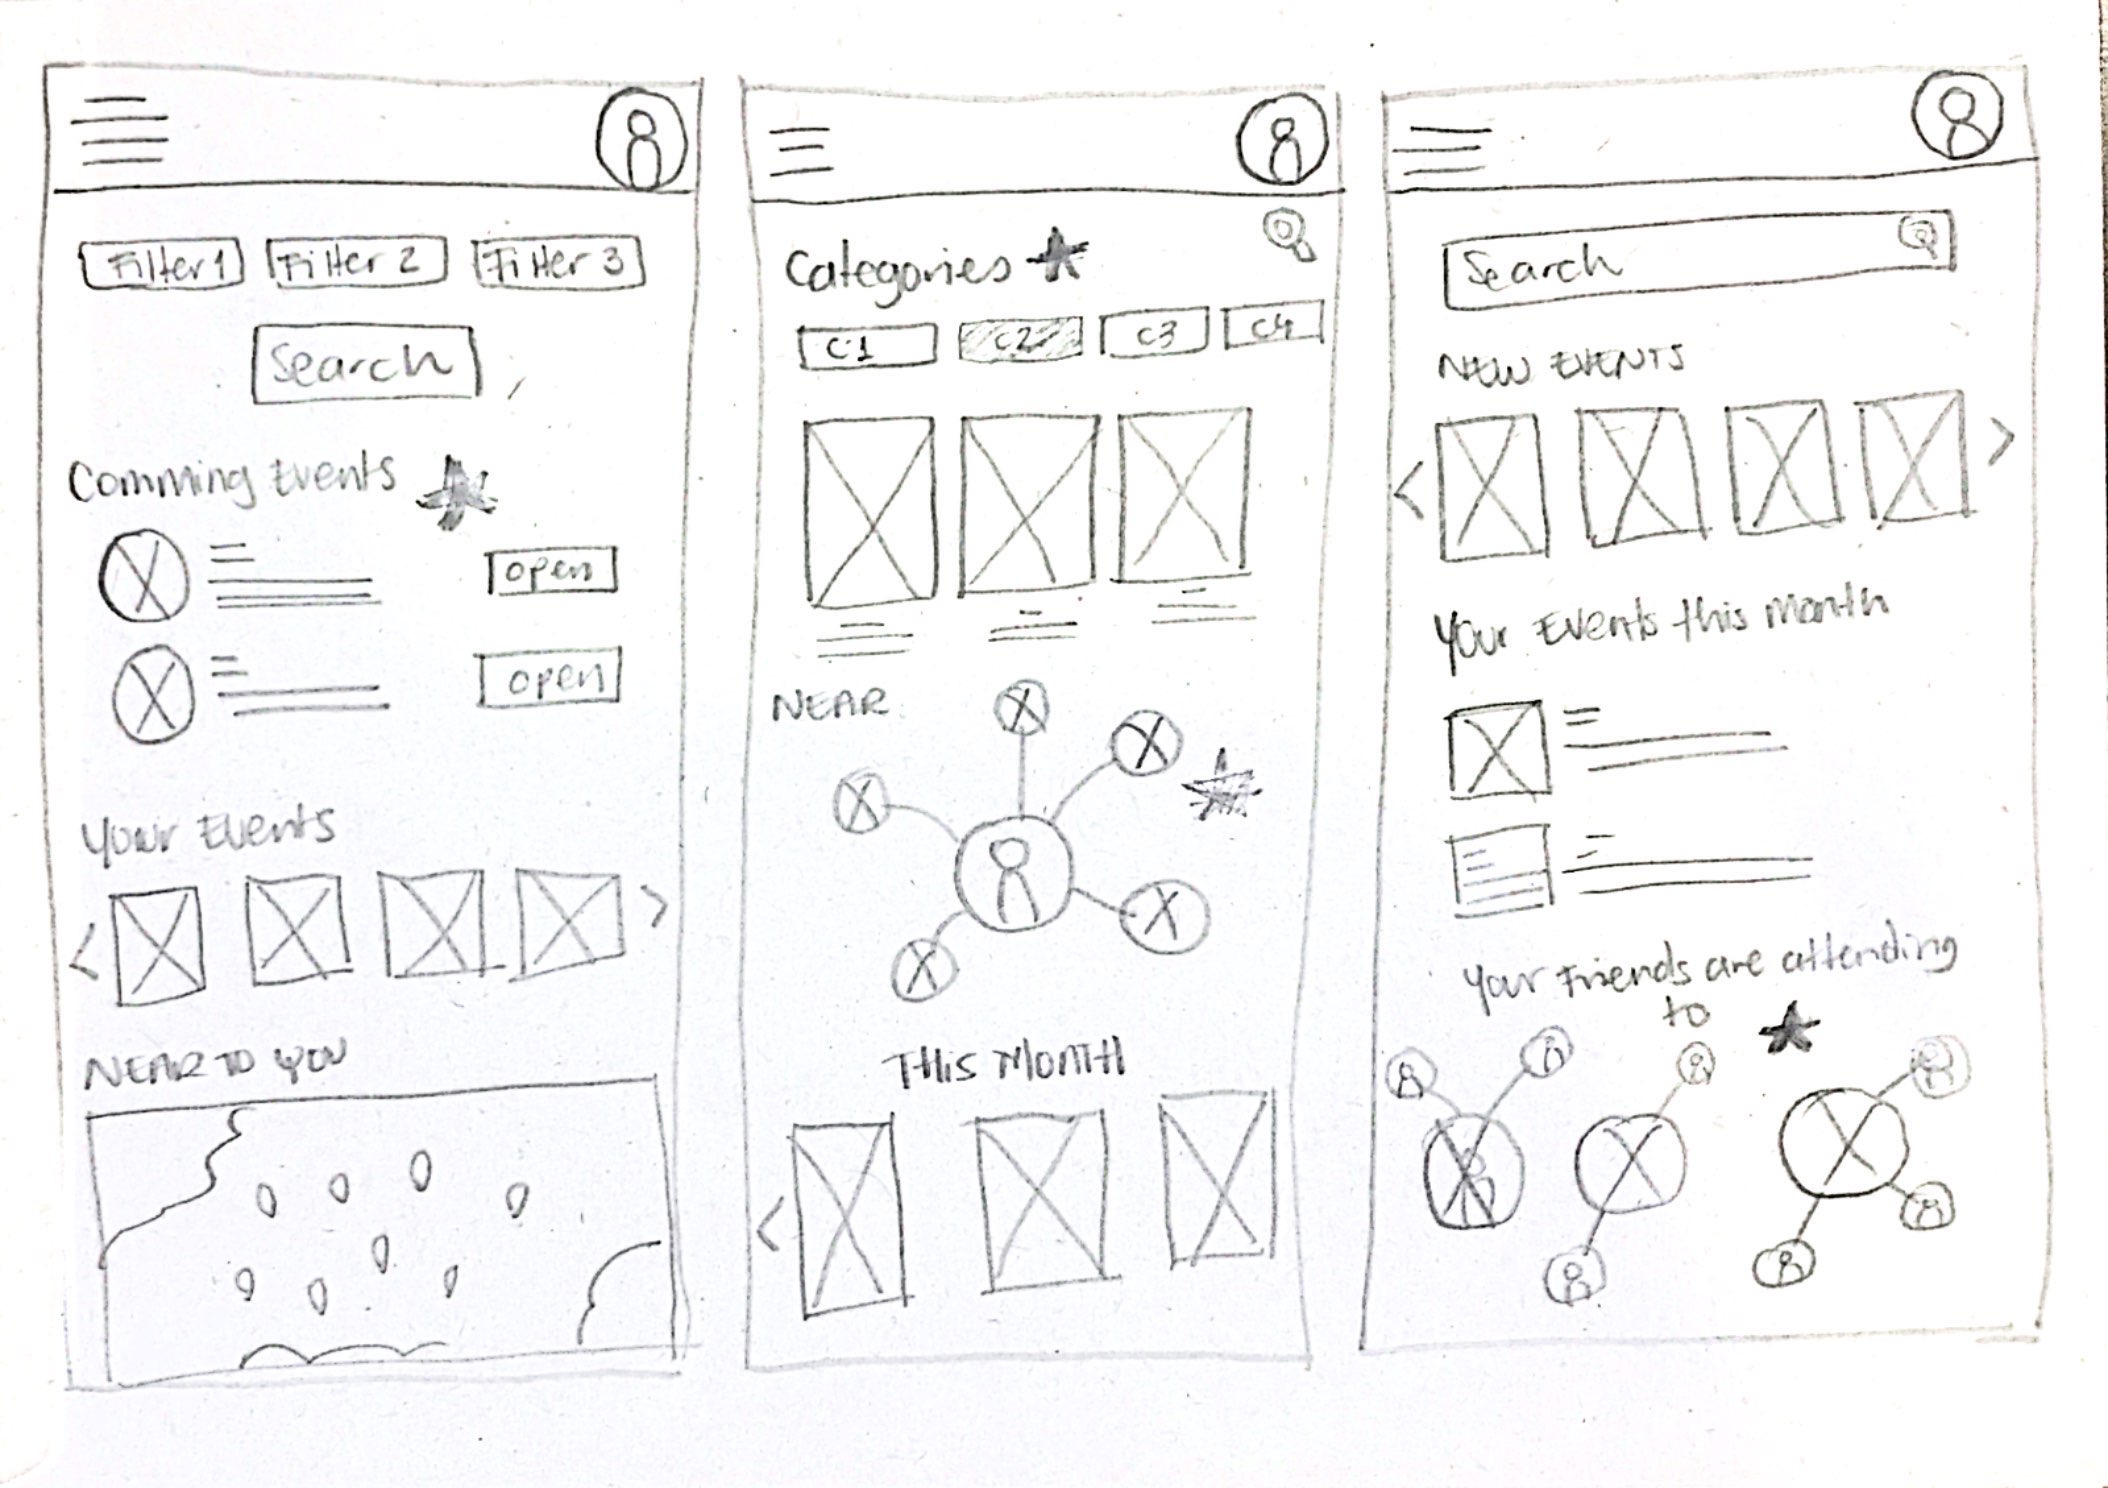 Filter 1 Filter 2 Filter 3
Search
Comming Events
open
open
Your Events
NEAR TO YOU
Categories
C1 C2 C3 C4
NEAR
THis MONTH
Search
NEW EVENTS
Your Events this Month
Your Friends are attending
to